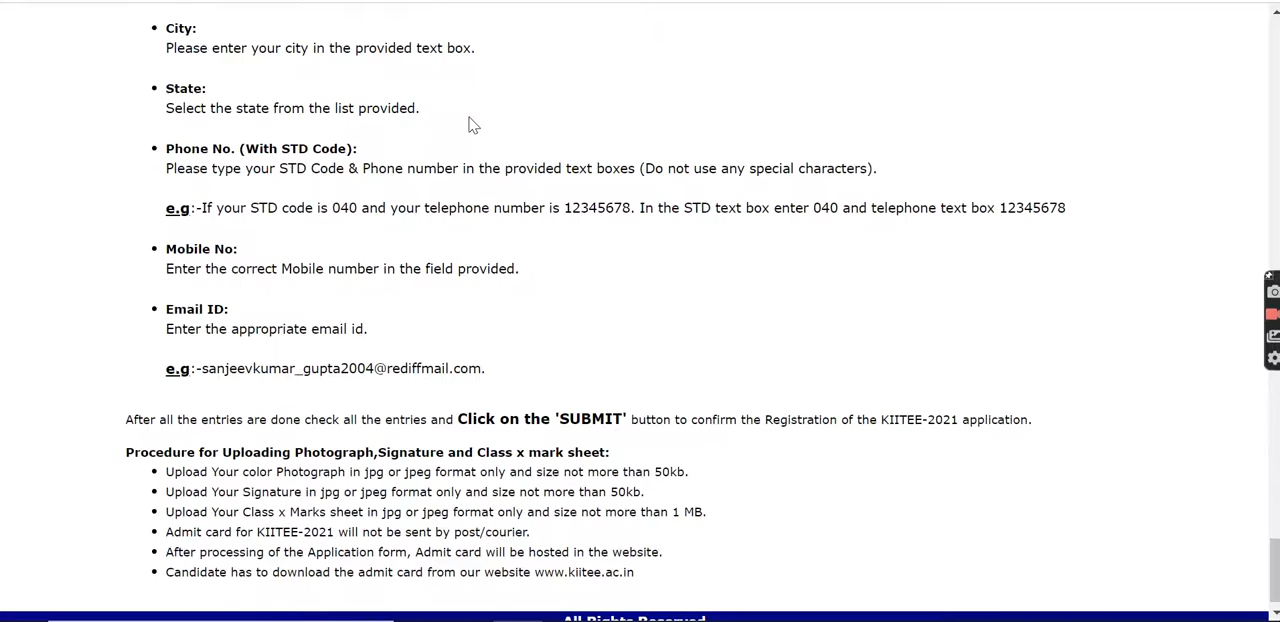 • City:
Please enter your city in the provided text box.
• State:
Select the state from the list provided.
• Phone No. (With STD Code):
Please type your STD Code & Phone number in the provided text boxes (Do not use any special characters).
e.g:-If your STD code is 040 and your telephone number is 12345678. In the STD text box enter 040 and telephone text box 12345678
• Mobile No:
Enter the correct Mobile number in the field provided.
• Email ID:
Enter the appropriate email id.
e.g:-sanjeevkumar_gupta2004@rediffmail.com.
After all the entries are done check all the entries and Click on the 'SUBMIT' button to confirm the Registration of the KIITEE-2021 application.
Procedure for Uploading Photograph,Signature and Class x mark sheet:
• Upload Your color Photograph in jpg or jpeg format only and size not more than 50kb.
• Upload Your Signature in jpg or jpeg format only and size not more than 50kb.
• Upload Your Class x Marks sheet in jpg or jpeg format only and size not more than 1 MB.
• Admit card for KIITEE-2021 will not be sent by post/courier.
• After processing of the Application form, Admit card will be hosted in the website.
• Candidate has to download the admit card from our website www.kiitee.ac.in
All Rights Reserved